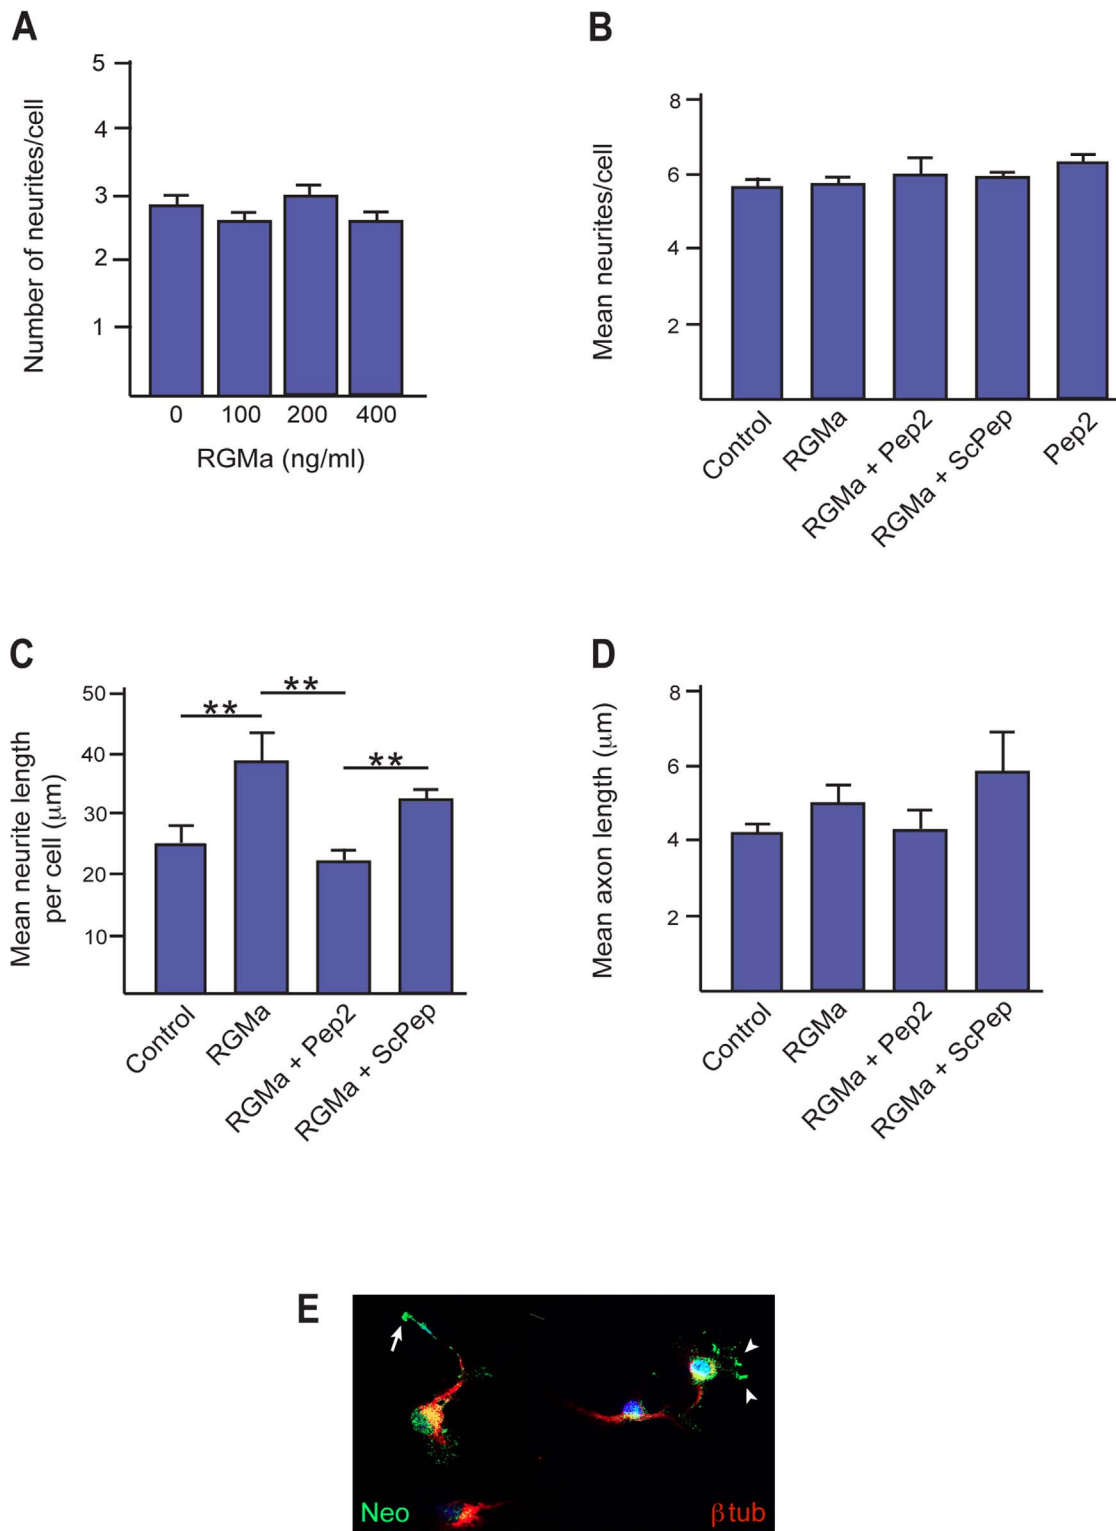 A
5
4
3
2
1
Number of neurites/cell
0 100 200 400
RGMa (ng/ml)
B
8
6
4
2
Mean neurites/cell
Control
RGMa
RGMa + Pep2
RGMa + ScPep
Pep2
C
50
40
30
20
10
Mean neurite length
per cell (μm)
**
**
**
Control
RGMa
RGMa + Pep2
RGMa + ScPep
D
8
6
4
2
Mean axon length (μm)
Control
RGMa
RGMa + Pep2
RGMa + ScPep
E
Neo
βtub